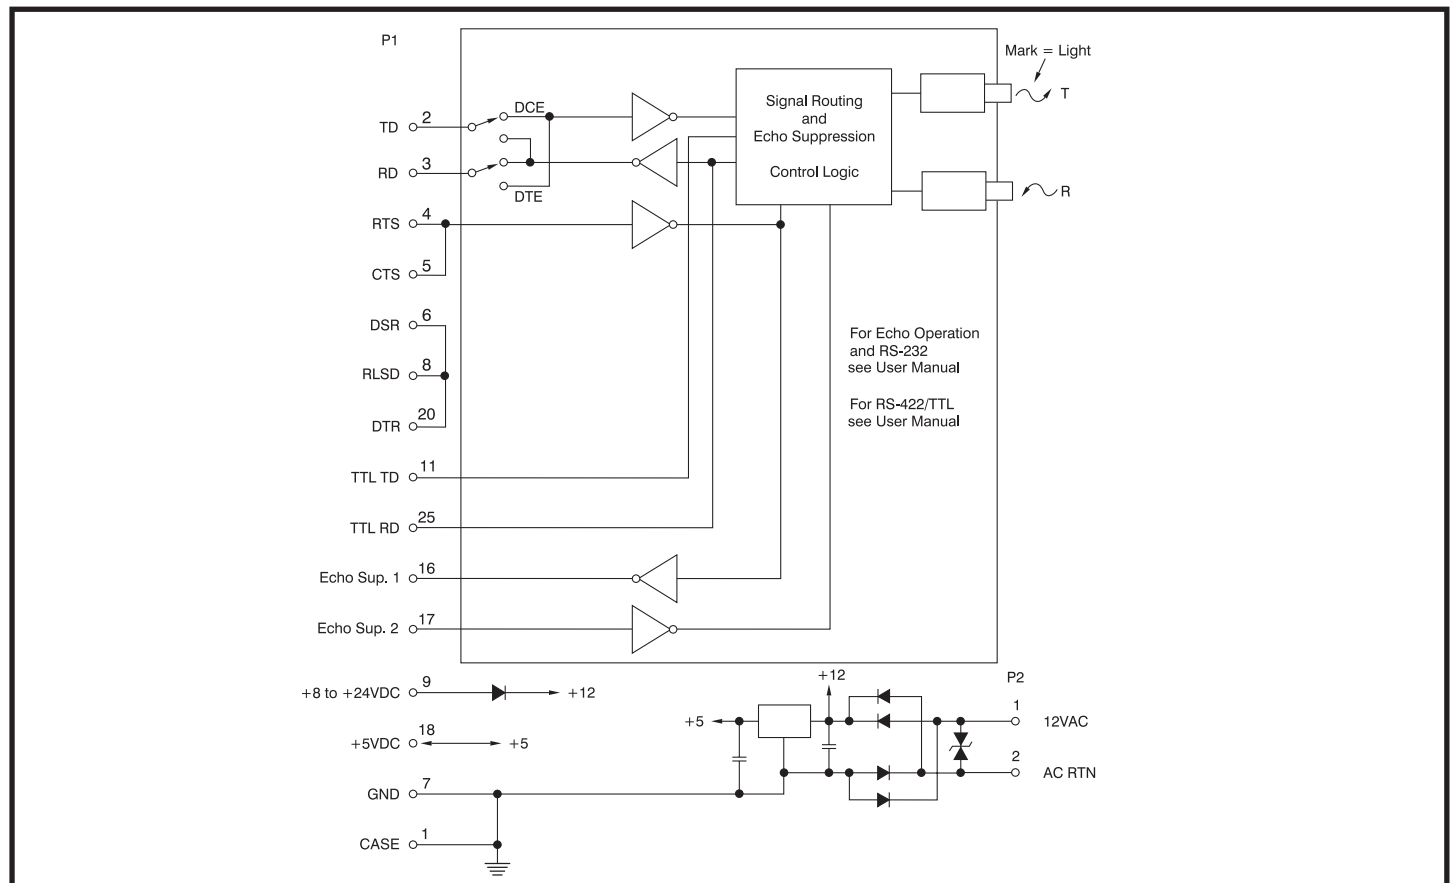 P1
Mark = Light
T
Signal Routing
and
Echo Suppression
Control Logic
R
DCE
DTE
TD 2
RD 3
RTS 4
CTS 5
DSR 6
RLSD 8
DTR 20
TTL TD 11
TTL RD 25
Echo Sup. 1 16
Echo Sup. 2 17
For Echo Operation
and RS-232
see User Manual
For RS-422/TTL
see User Manual
+8 to +24VDC 9
+12
+5VDC 18
+5
GND 7
CASE 1
+12
+5
P2
1
12VAC
2
AC RTN